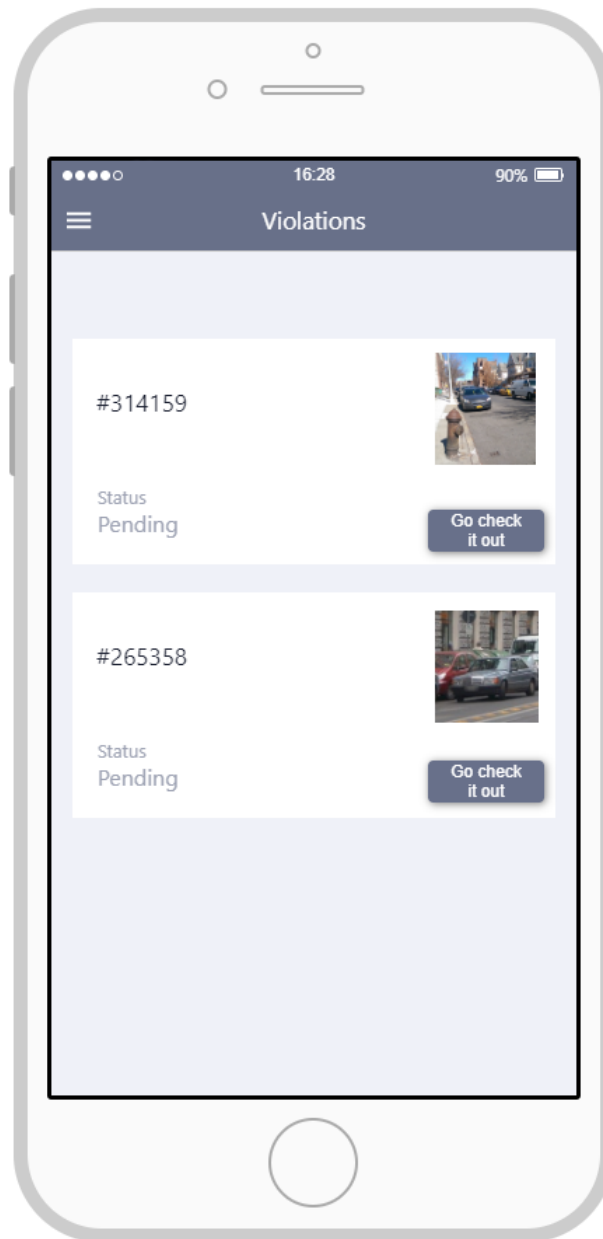 16:28
90%
Violations
#314159
Status
Pending
Go check
it out
#265358
Status
Pending
Go check
it out